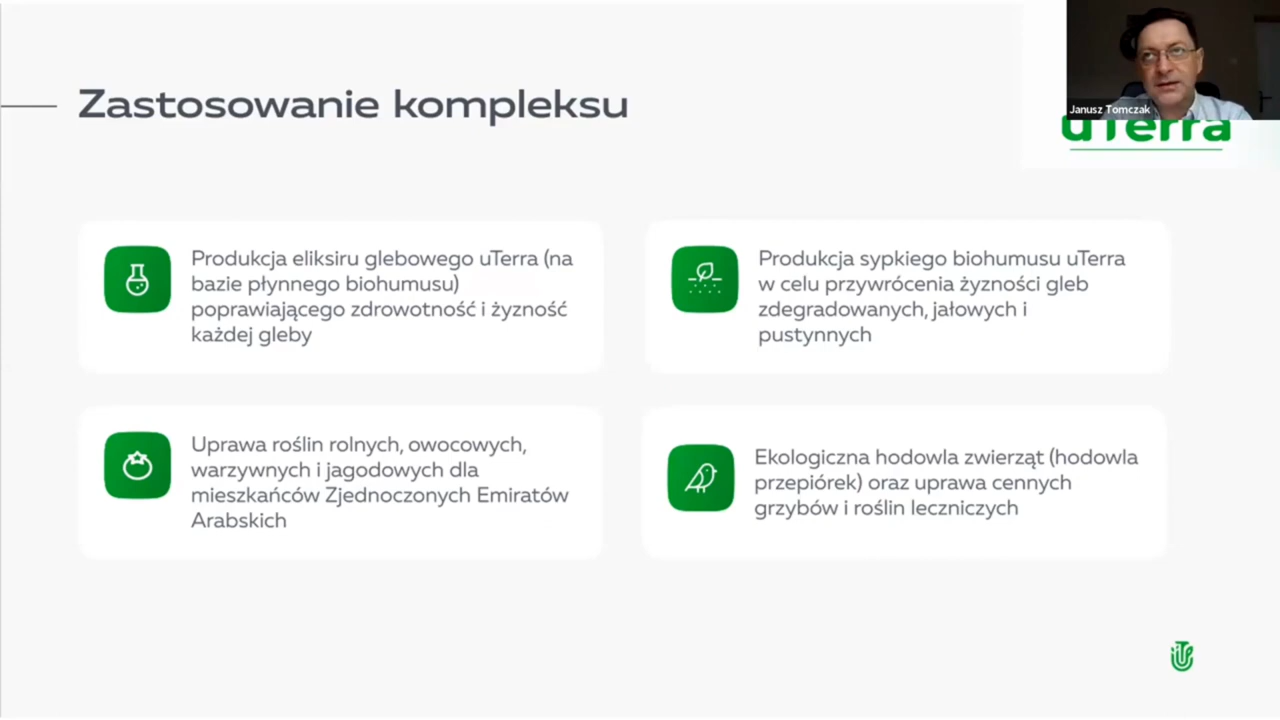 Zastosowanie kompleksu
Janusz Tomczak
uTerra
Produkcja eliksiru glebowego uTerra (na
bazie płynnego biohumusu)
poprawiającego zdrowotność i żyzność
każdej gleby
Produkcja sypkiego biohumusu uTerra
w celu przywrócenia żyzności gleb
zdegradowanych, jałowych i
pustynnych
Uprawa roślin rolnych, owocowych,
warzywnych i jagodowych dla
mieszkańców Zjednoczonych Emiratów
Arabskich
Ekologiczna hodowla zwierząt (hodowla
przepiórek) oraz uprawa cennych
grzybów i roślin leczniczych